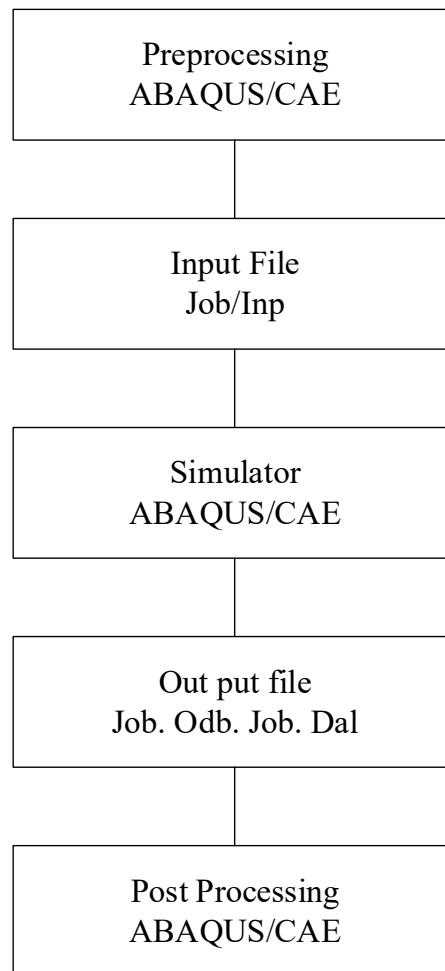 Preprocessing
ABAQUS/CAE
Input File
Job/Inp
Simulator
ABAQUS/CAE
Out put file
Job. Odb. Job. Dal
Post Processing
ABAQUS/CAE